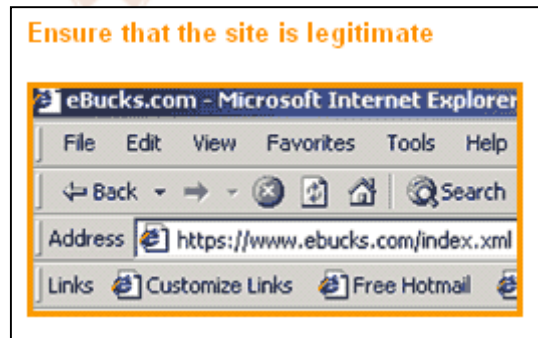 Ensure that the site is legitimate
eBucks.com - Microsoft Internet Explorer
File Edit View Favorites Tools Help
Back Search
Address https://www.ebucks.com/index.xml
Links Customize Links Free Hotmail